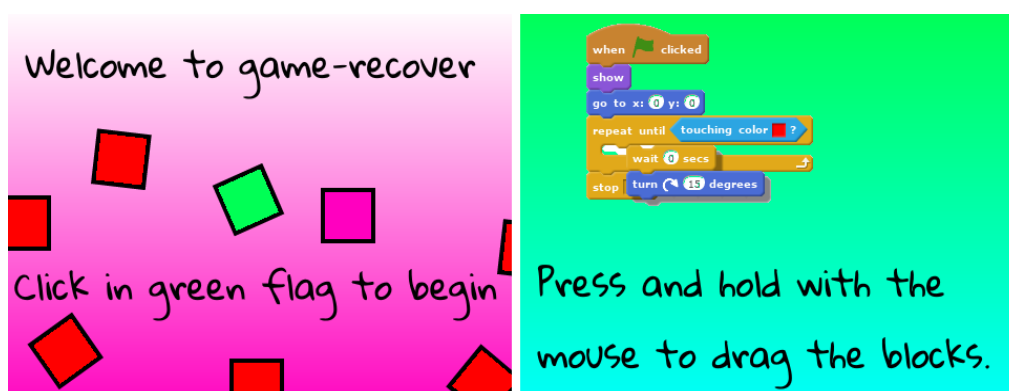 Welcome to game-recover
Click in green flag to begin
when clicked
show
go to x: 0 y: 0
repeat until touching color ?
wait 0 secs
stop
turn 15 degrees
Press and hold with the
mouse to drag the blocks.